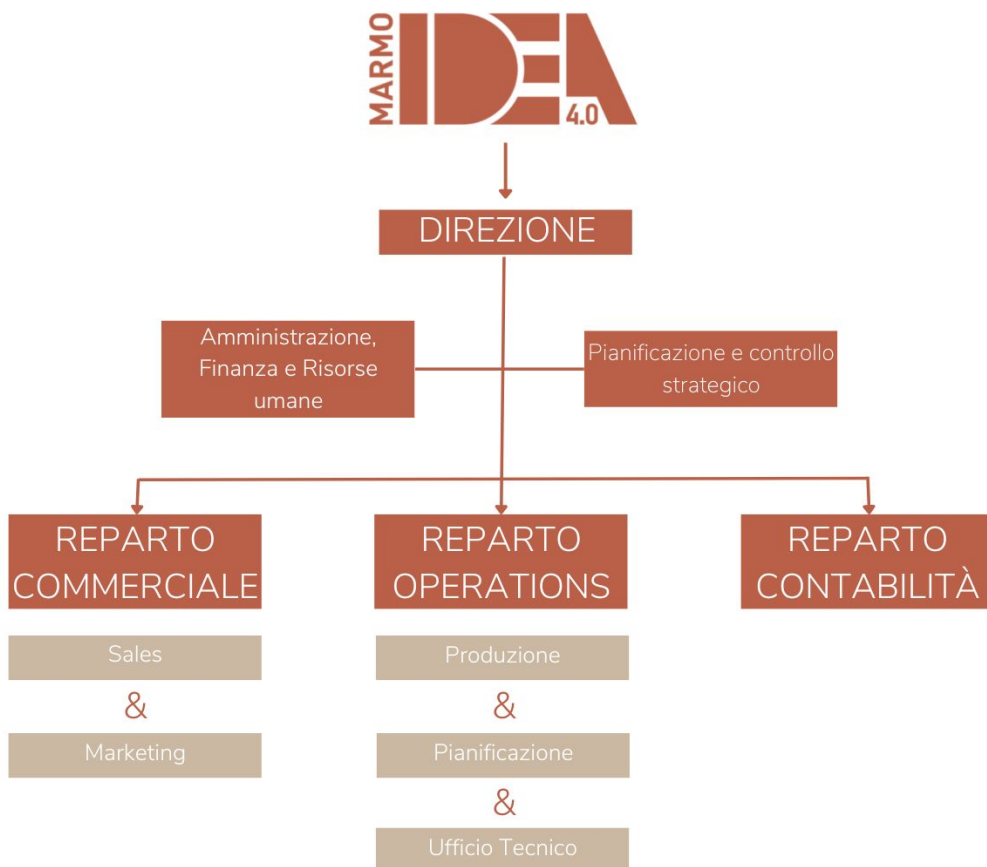 MARMO
IDEA
4.0
DIREZIONE
Amministrazione,
Finanza e Risorse
umane
Pianificazione e controllo
strategico
REPARTO
COMMERCIALE
REPARTO
OPERATIONS
REPARTO
CONTABILITÀ
Sales
&
Marketing
Produzione
&
Pianificazione
&
Ufficio Tecnico